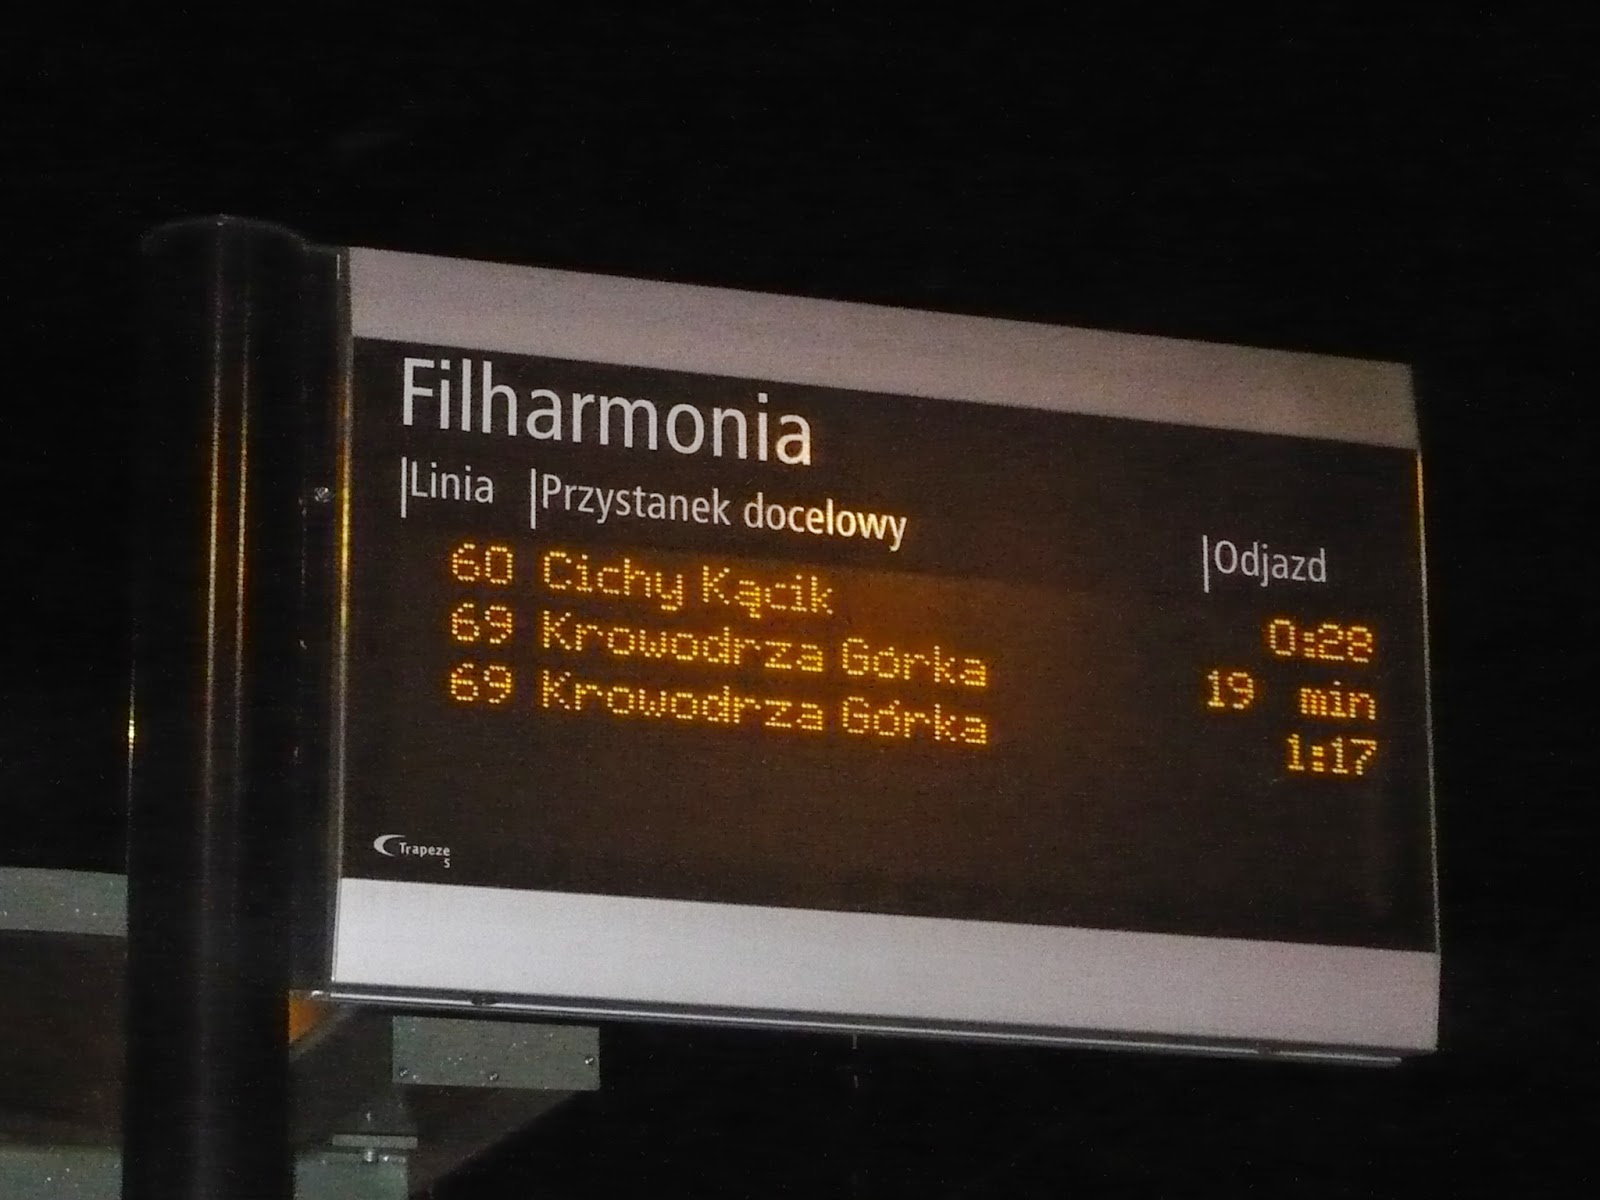 Filharmonia
|Linia |Przystanek docelowy |Odjazd
60 Cichy Kącik 0:28
69 Krowodrza Górka 19 min
69 Krowodrza Górka 1:17
Trapeze
5